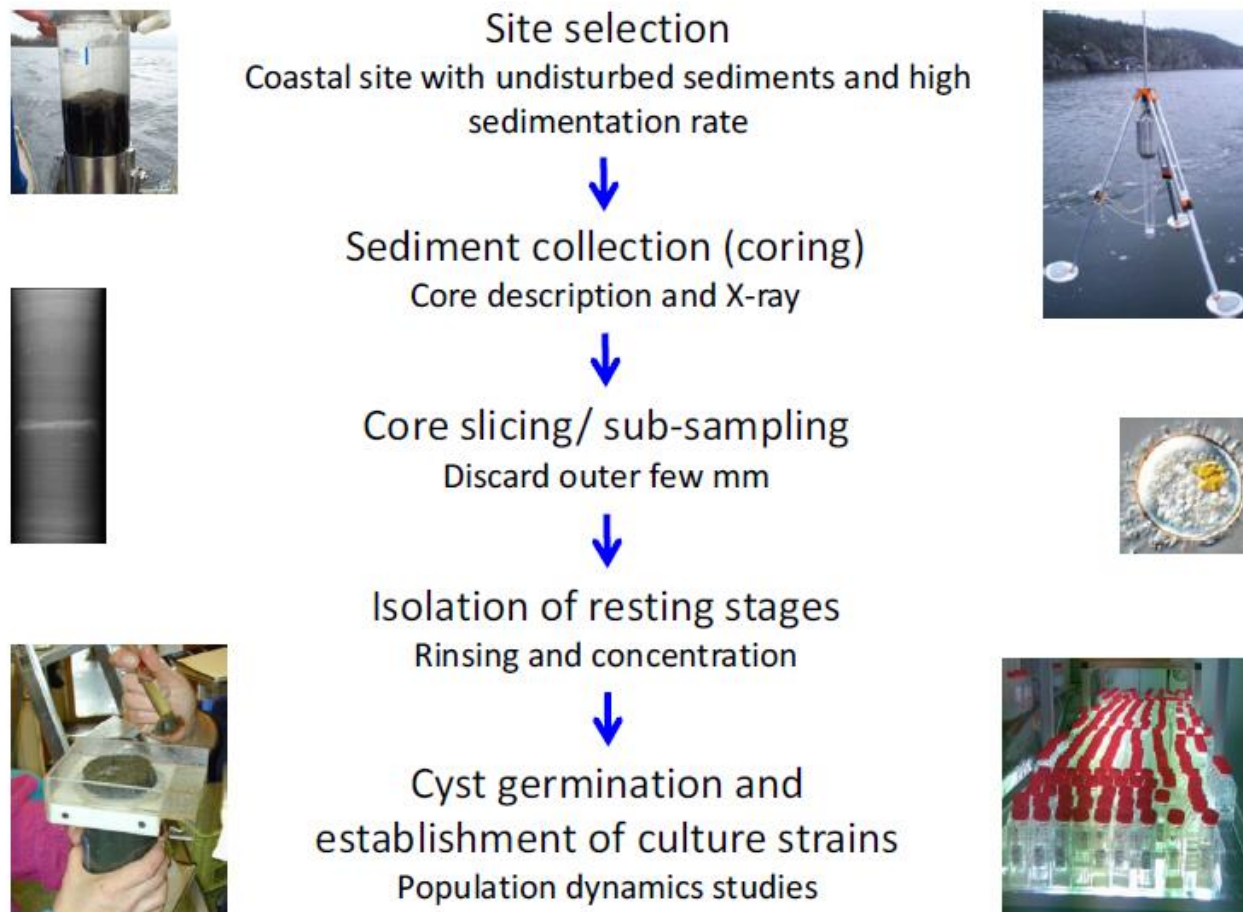 Site selection
Coastal site with undisturbed sediments and high
sedimentation rate
Sediment collection (coring)
Core description and X-ray
Core slicing/ sub-sampling
Discard outer few mm
Isolation of resting stages
Rinsing and concentration
Cyst germination and
establishment of culture strains
Population dynamics studies